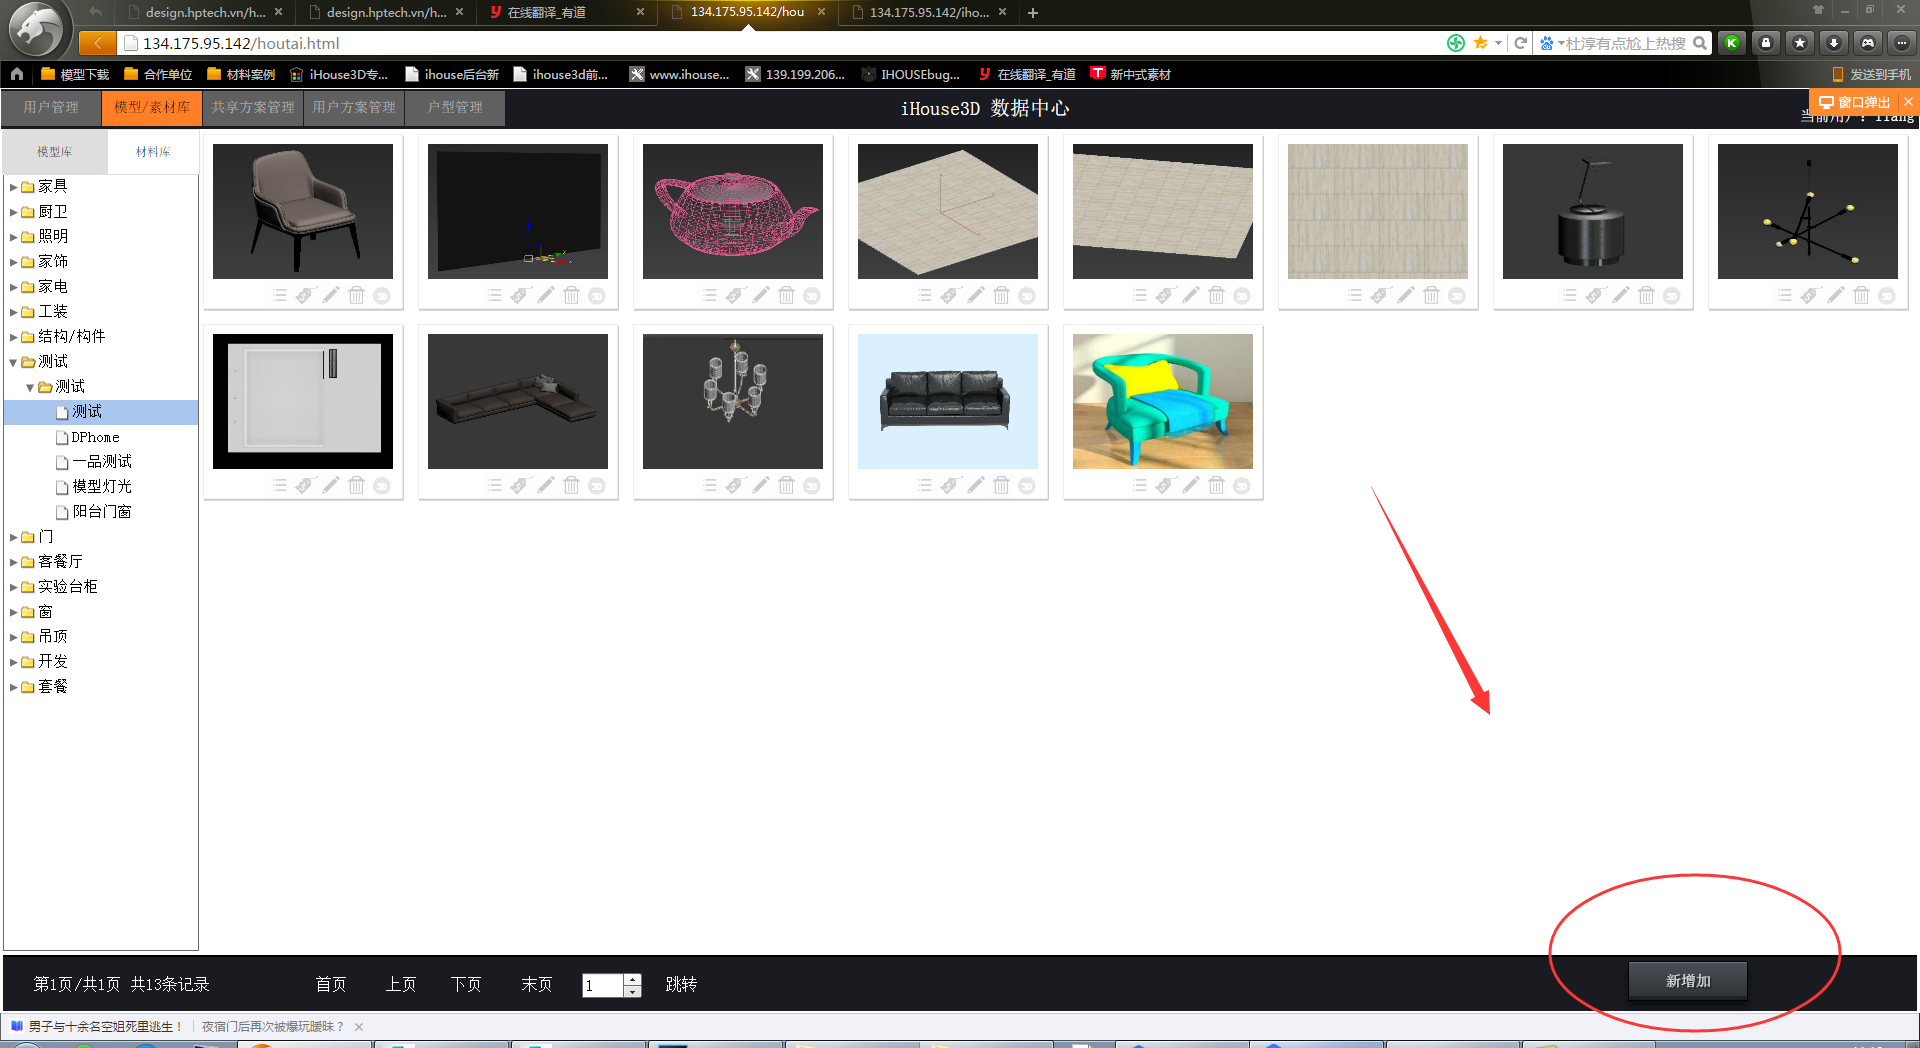 design.hptech.vn/h...
design.hptech.vn/h...
在线翻译_有道
134.175.95.142/hou
134.175.95.142/iho...
134.175.95.142/houtai.html
杜淳有点尬上热搜
模型下载
合作单位
材料案例
iHouse3D专...
ihouse后台新
ihouse3d前...
www.ihouse...
139.199.206...
IHOUSEbug...
在线翻译_有道
新中式素材
发送到手机
用户管理
模型/素材库
共享方案管理
用户方案管理
户型管理
iHouse3D 数据中心
窗口弹出
模型库
材料库
家具
厨卫
照明
家饰
家电
工装
结构/构件
测试
测试
测试
DPhome
一品测试
模型灯光
阳台门窗
门
客餐厅
实验台柜
窗
吊顶
开发
套餐
第1页/共1页 共13条记录
首页
上页
下页
末页
1
跳转
新增加
男子与十余名空姐死里逃生！
夜宿门后再次被爆玩暧昧？